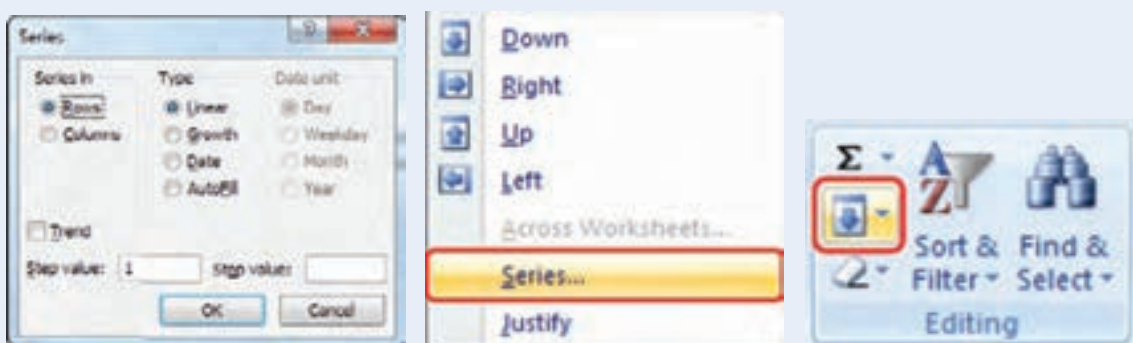 Series
Series in
Type
Date unit
Rows
Linear
Day
Columns
Growth
Weekday
Date
Month
AutoFill
Year
Trend
Step value: 1
Stop value:
OK
Cancel
Down
Right
Up
Left
Across Worksheets...
Series...
Justify
Σ
A
Z
Sort &
Filter
Find &
Select
Editing